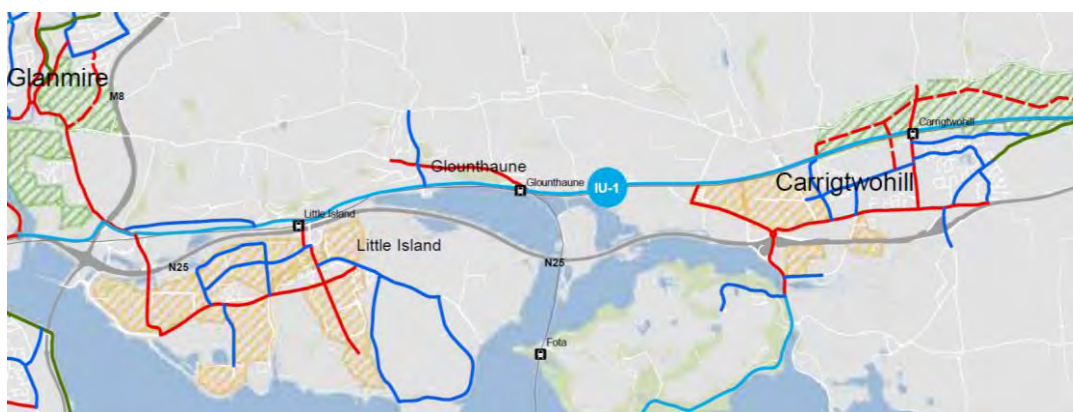 Glanmire
M8
Carrigtwohill
Glounthaune
Glounthaune
IU-1
Carrigtwohill
Little Island
Little Island
N25
N25
Fota